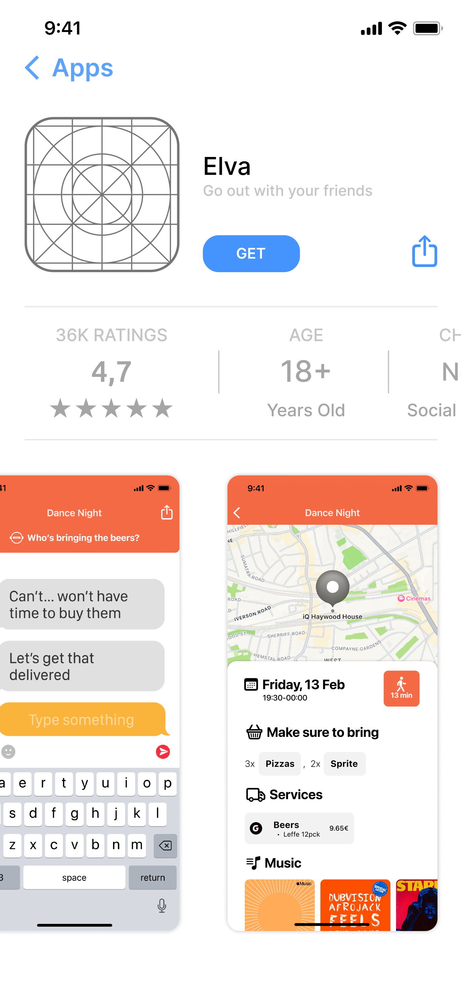 9:41
Apps
Elva
Go out with your friends
GET
36K RATINGS
4,7
AGE
18+
Years Old
CH
Social
41
Dance Night
Who's bringing the beers?
Can't... won't have
time to buy them
Let's get that
delivered
Type something
a e r t y u i o p
s d f g h j k l
z x c v b n m
3 space return
9:41
Dance Night
HILLFIEL
NE
SUMATRA ROAD
ROAD
D
IVERSON ROAD
Cinémas
iQ Haywood House
OOD ST
SHERRIFF ROAD
COMPAYNE GARDENS
HEMSTAL ROAD
WEST
Friday, 13 Feb
19:30-00:00
13 min
Make sure to bring
3x Pizzas , 2x Sprite
Services
G
Beers
• Leffe 12pck
9.65€
Music
Music
SPECIAL
EDITION
DUBVISION
AFROJACK
FEELS
STAR